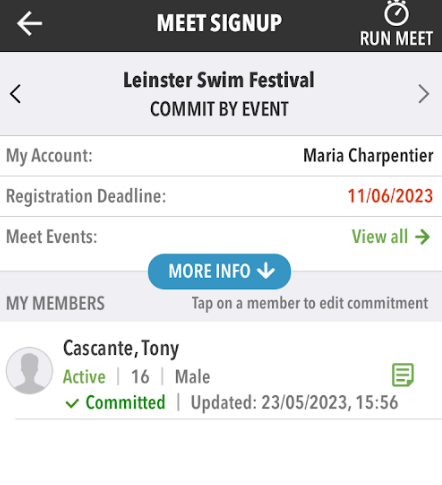 MEET SIGNUP
RUN MEET
Leinster Swim Festival
COMMIT BY EVENT
My Account: Maria Charpentier
Registration Deadline: 11/06/2023
Meet Events: View all
MORE INFO
MY MEMBERS Tap on a member to edit commitment
Cascante, Tony
Active | 16 | Male
Committed | Updated: 23/05/2023, 15:56